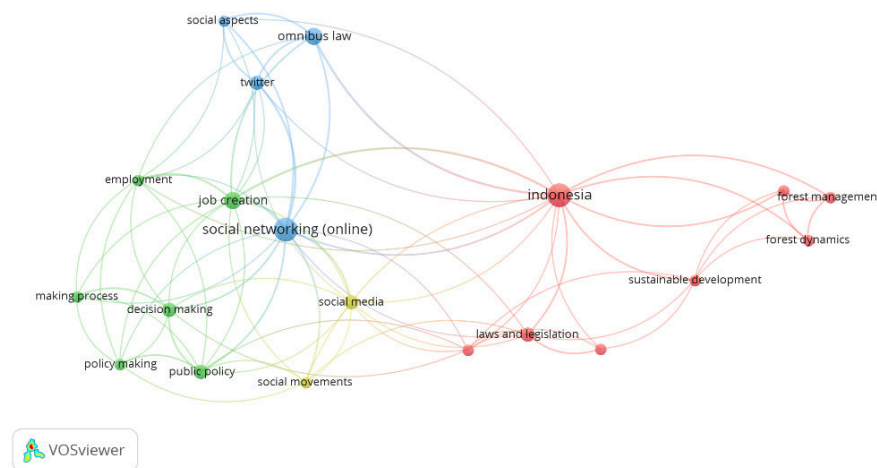 social aspects
omnibus law
twitter
employment
job creation
indonesia
forest managemen
social networking (online)
forest dynamics
sustainable development
making process
social media
decision making
laws and legislation
policy making
public policy
social movements
VOSviewer